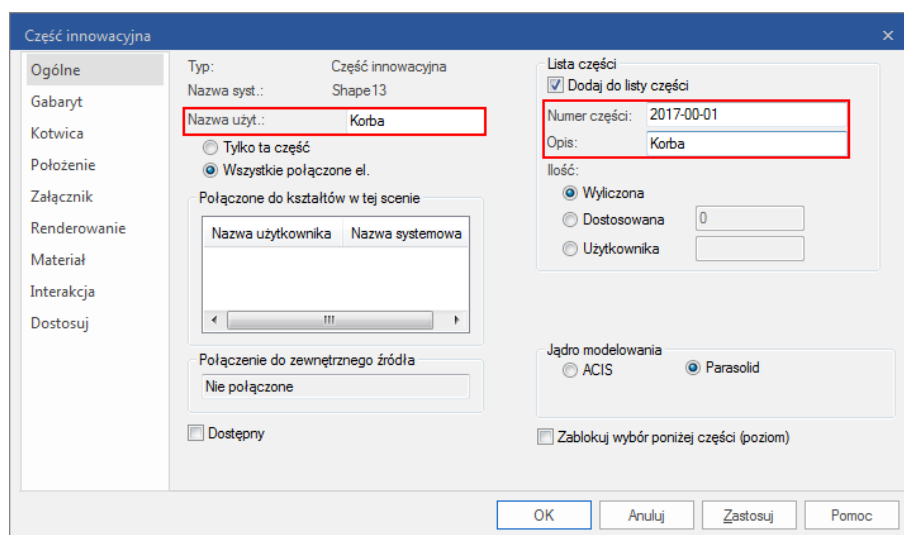 Część innowacyjna
Ogólne
Gabaryt
Kotwica
Położenie
Załącznik
Renderowanie
Materiał
Interakcja
Dostosuj
Typ: Część innowacyjna
Nazwa syst.: Shape13
Nazwa użyt.: Korba
Tylko ta część
Wszystkie połączone el.
Połączone do kształtów w tej scenie
Nazwa użytkownika Nazwa systemowa
Połączenie do zewnętrznego źródła
Nie połączone
Dostępny
Lista części
Dodaj do listy części
Numer części: 2017-00-01
Opis: Korba
Ilość:
Wyliczona
Dostosowana 0
Użytkownika
Jądro modelowania
ACIS Parasolid
Zablokuj wybór poniżej części (poziom)
OK Anuluj Zastosuj Pomoc